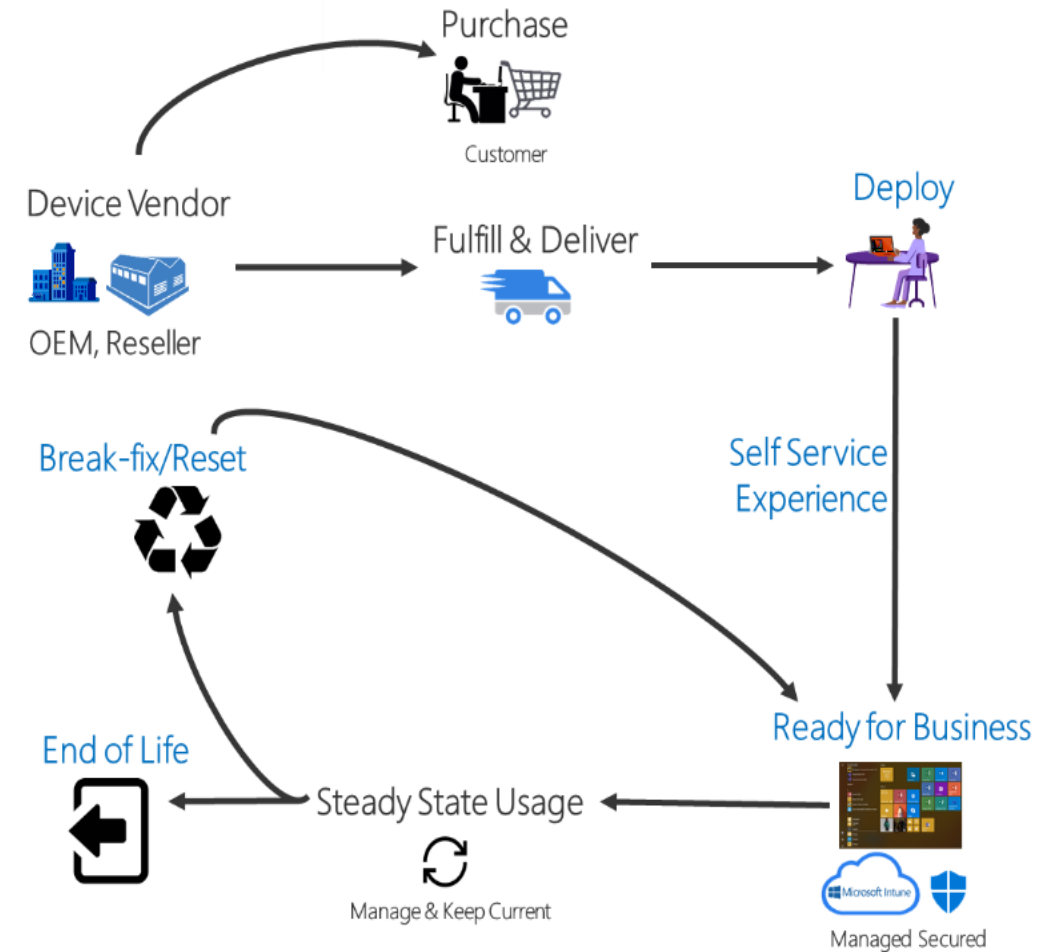 Purchase
Customer
Device Vendor
OEM, Reseller
Fulfill & Deliver
Deploy
Self Service
Experience
Break-fix/Reset
Ready for Business
Microsoft Intune
Managed Secured
Steady State Usage
Manage & Keep Current
End of Life